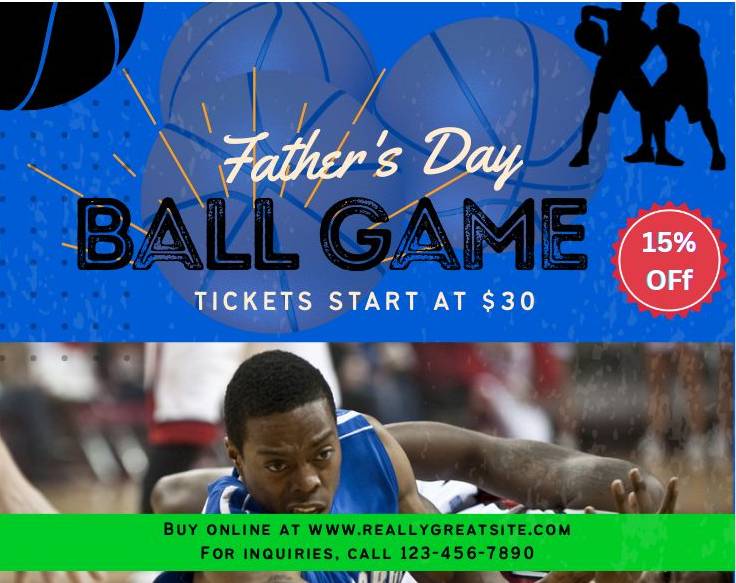 Father's Day
BALL GAME
TICKETS START AT $30
15%
OFf
BUY ONLINE AT WWW.REALLYGREATSITE.COM
FOR INQUIRIES, CALL 123-456-7890